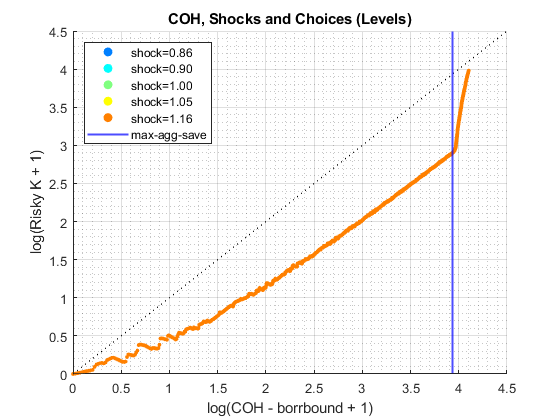 COH, Shocks and Choices (Levels)
4.5
4
3.5
3
2.5
2
1.5
1
0.5
0
log(Risky K + 1)
shock=0.86
shock=0.90
shock=1.00
shock=1.05
shock=1.16
max-agg-save
0 0.5 1 1.5 2 2.5 3 3.5 4 4.5
log(COH - borrbound + 1)